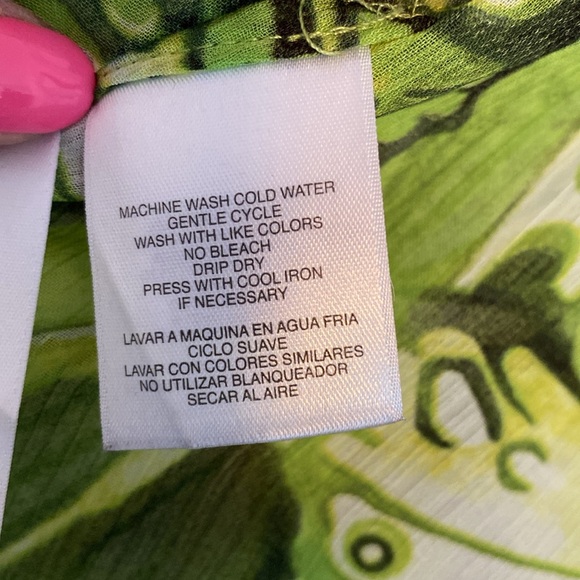 MACHINE WASH COLD WATER
GENTLE CYCLE
WASH WITH LIKE COLORS
NO BLEACH
DRIP DRY
PRESS WITH COOL IRON
IF NECESSARY
LAVAR A MAQUINA EN AGUA FRIA
CICLO SUAVE
LAVAR CON COLORES SIMILARES
NO UTILIZAR BLANQUEADOR
SECAR AL AIRE